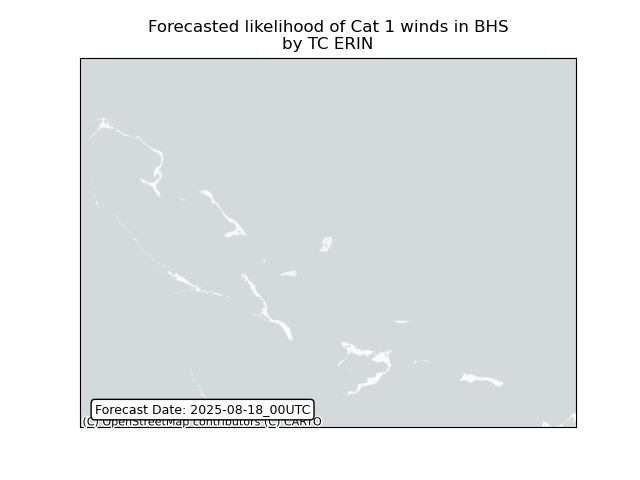 Forecasted likelihood of Cat 1 winds in BHS
by TC ERIN
Forecast Date: 2025-08-18_00UTC
(C) OpenStreetMap contributors (C) CARTO